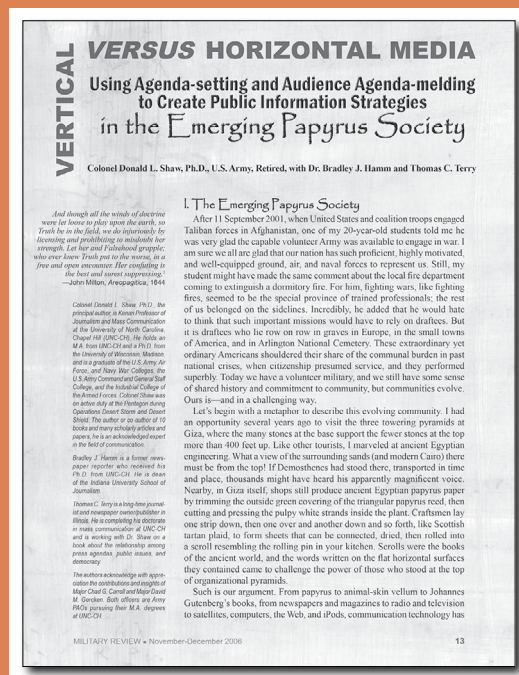 VERTICAL
VERSUS HORIZONTAL MEDIA
Using Agenda-setting and Audience Agenda-melding
to Create Public Information Strategies
in the Emerging Papyrus Society
Colonel Donald L. Shaw, Ph.D., U.S. Army, Retired, with Dr. Bradley J. Hamm and Thomas C. Terry
And though all the winds of doctrine
were let loose to play upon the earth, so
Truth be in the field, we do injuriously by
licensing and prohibiting to misdoubt her
strength. Let her and Falsehood grapple;
who ever knew Truth put to the worse, in a
free and open encounter. Her confuting is
the best and surest suppressing.¹
—John Milton, Areopagitica, 1644
Colonel Donald L. Shaw, Ph.D., the
principal author, is Kenan Professor of
Journalism and Mass Communication
at the University of North Carolina,
Chapel Hill (UNC-CH). He holds an
M.A. from UNC-CH and a Ph.D. from
the University of Wisconsin, Madison,
and is a graduate of the U.S. Army, Air
Force, and Navy War Colleges, the
U.S. Army Command and General Staff
College, and the Industrial College of
the Armed Forces. Colonel Shaw was
on active duty at the Pentagon during
Operations Desert Storm and Desert
Shield. The author or co-author of 10
books and many scholarly articles and
papers, he is an acknowledged expert
in the field of communication.
Bradley J. Hamm is a former news-
paper reporter who received his
Ph.D. from UNC-CH. He is dean
of the Indiana University School of
Journalism.
Thomas C. Terry is a long-time journal-
ist and newspaper owner/publisher in
Illinois. He is completing his doctorate
in mass communication at UNC-CH
and is working with Dr. Shaw on a
book about the relationship among
press agendas, public issues, and
democracy.
The authors acknowledge with appre-
ciation the contributions and insights of
Major Chad G. Carroll and Major David
M. Gercken. Both officers are Army
PAOs pursuing their M.A. degrees
at UNC-CH.
I. The Emerging Papyrus Society
After 11 September 2001, when United States and coalition troops engaged
Taliban forces in Afghanistan, one of my 20-year-old students told me he
was very glad the capable volunteer Army was available to engage in war. I
am sure we all are glad that our nation has such proficient, highly motivated,
and well-equipped ground, air, and naval forces to represent us. Still, my
student might have made the same comment about the local fire department
coming to extinguish a dormitory fire. For him, fighting wars, like fighting
fires, seemed to be the special province of trained professionals; the rest
of us belonged on the sidelines. Incredibly, he added that he would hate
to think that such important missions would have to rely on draftees. But
it is draftees who lie row on row in graves in Europe, in the small towns
of America, and in Arlington National Cemetery. These extraordinary yet
ordinary Americans shouldered their share of the communal burden in past
national crises, when citizenship presumed service, and they performed
superbly. Today we have a volunteer military, and we still have some sense
of shared history and commitment to community, but communities evolve.
Ours is—and in a challenging way.
Let's begin with a metaphor to describe this evolving community. I had
an opportunity several years ago to visit the three towering pyramids at
Giza, where the many stones at the base support the fewer stones at the top
more than 400 feet up. Like other tourists, I marveled at ancient Egyptian
engineering. What a view of the surrounding sands (and modern Cairo) there
must be from the top! If Demosthenes had stood there, transported in time
and place, thousands might have heard his apparently magnificent voice.
Nearby, in Giza itself, shops still produce ancient Egyptian papyrus paper
by trimming the outside green covering of the triangular papyrus reed, then
cutting and pressing the pulpy white strands inside the plant. Craftsmen lay
one strip down, then one over and another down and so forth, like Scottish
tartan plaid, to form sheets that can be connected, dried, then rolled into
a scroll resembling the rolling pin in your kitchen. Scrolls were the books
of the ancient world, and the words written on the flat horizontal surfaces
they contained came to challenge the power of those who stood at the top
of organizational pyramids.
Such is our argument. From papyrus to animal-skin vellum to Johannes
Gutenberg's books, from newspapers and magazines to radio and television
to satellites, computers, the Web, and iPods, communication technology has
MILITARY REVIEW • November-December 2006
13